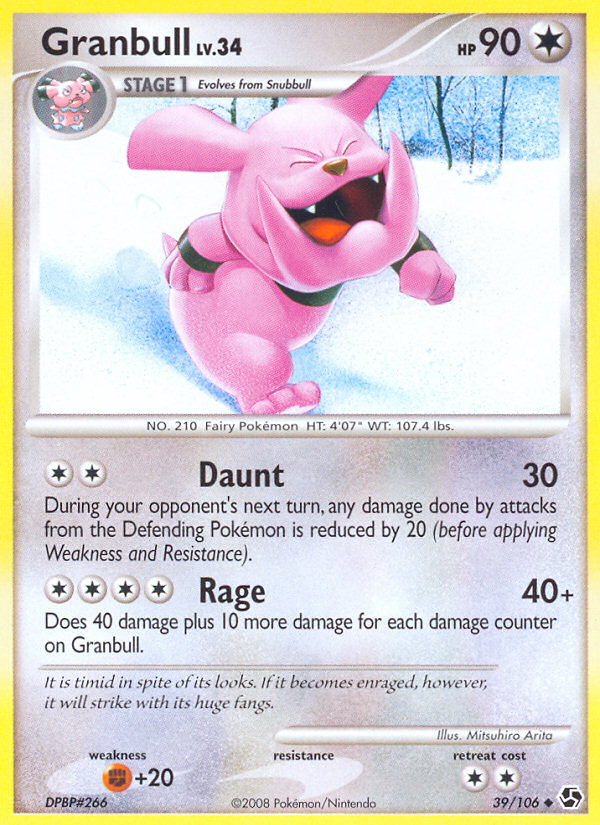 Granbull LV.34 HP 90
STAGE 1 Evolves from Snubbull
NO. 210 Fairy Pokémon HT: 4'07" WT: 107.4 lbs.
Daunt 30
During your opponent's next turn, any damage done by attacks
from the Defending Pokémon is reduced by 20 (before applying
Weakness and Resistance).
Rage 40+
Does 40 damage plus 10 more damage for each damage counter
on Granbull.
It is timid in spite of its looks. If it becomes enraged, however,
it will strike with its huge fangs.
Illus. Mitsuhiro Arita
weakness resistance retreat cost
+20
DPBP#266 ©2008 Pokémon/Nintendo 39/106